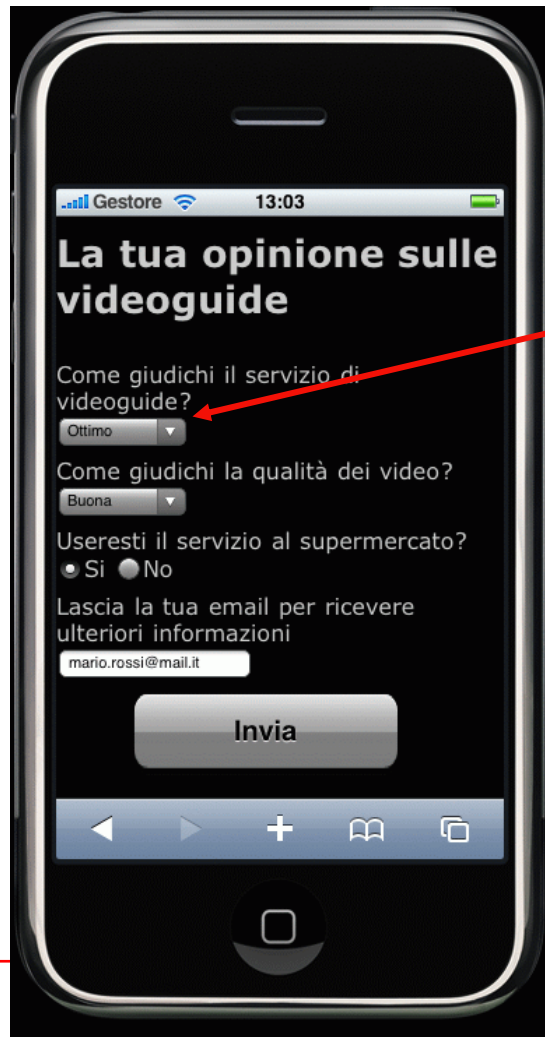 Gestore 13:03
La tua opinione sulle
videoguide
Come giudichi il servizio di
videoguide?
Ottimo
Come giudichi la qualità dei video?
Buona
Useresti il servizio al supermercato?
Si No
Lascia la tua email per ricevere
ulteriori informazioni
mario.rossi@mail.it
Invia